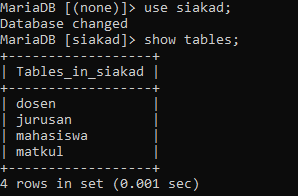 MariaDB [(none)]> use siakad;
Database changed
MariaDB [siakad]> show tables;
+------------------+
| Tables_in_siakad |
+------------------+
| dosen            |
| jurusan          |
| mahasiswa        |
| matkul           |
+------------------+
4 rows in set (0.001 sec)